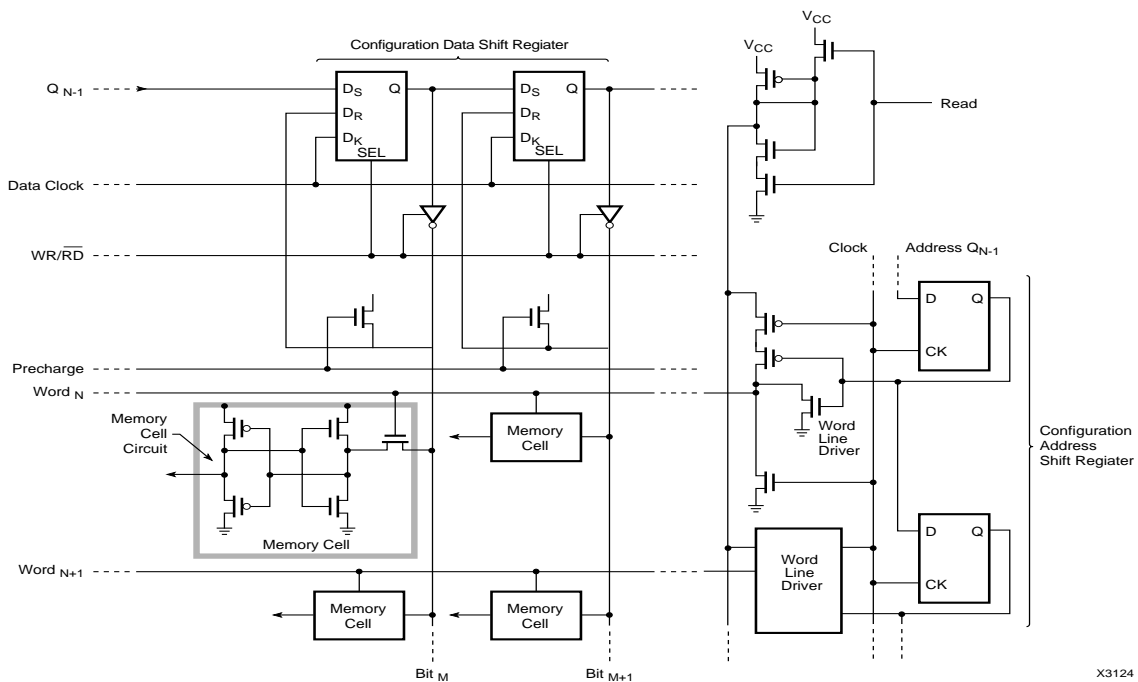 Configuration Data Shift Regiater
V CC
V CC
Q N-1
D S Q
D R
D K
SEL
D S Q
D R
D K
SEL
Read
Data Clock
WR/RD
Clock
Address Q N-1
D Q
CK
Precharge
Word N
Memory
Cell
Circuit
Memory
Cell
Word
Line
Driver
Configuration
Address
Shift Regiater
Memory Cell
D Q
CK
Word
Line
Driver
Word N+1
Memory
Cell
Memory
Cell
Bit M
Bit M+1
X3124